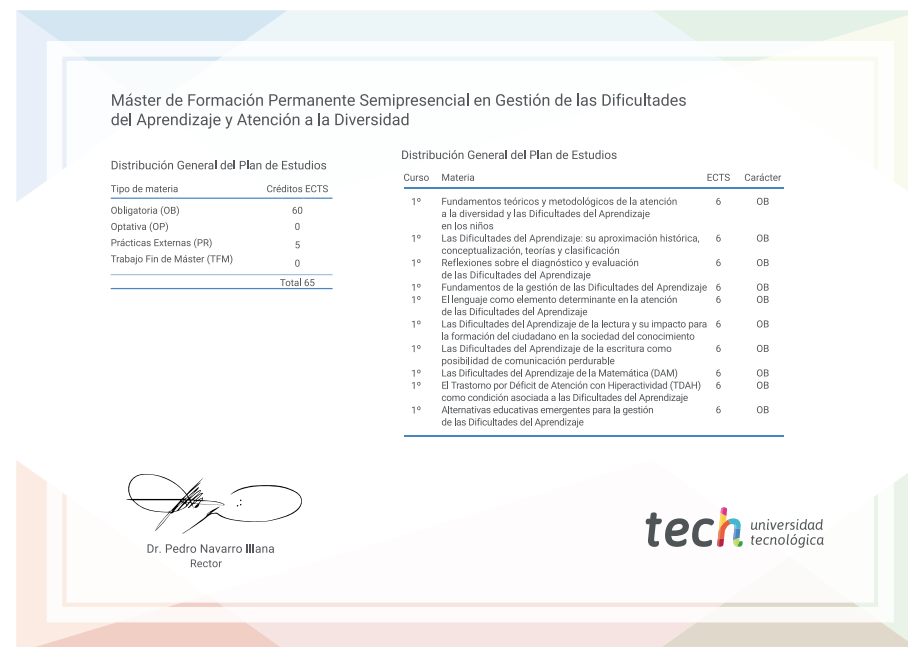 Máster de Formación Permanente Semipresencial en Gestión de las Dificultades
del Aprendizaje y Atención a la Diversidad
Distribución General del Plan de Estudios
Tipo de materia Créditos ECTS
Obligatoria (OB) 60
Optativa (OP) 0
Prácticas Externas (PR) 5
Trabajo Fin de Máster (TFM) 0
Total 65
Distribución General del Plan de Estudios
Curso Materia ECTS Carácter
1º Fundamentos teóricos y metodológicos de la atención 6 OB
a la diversidad y las Dificultades del Aprendizaje
en los niños
1º Las Dificultades del Aprendizaje: su aproximación histórica, 6 OB
conceptualización, teorías y clasificación
1º Reflexiones sobre el diagnóstico y evaluación 6 OB
de las Dificultades del Aprendizaje
1º Fundamentos de la gestión de las Dificultades del Aprendizaje 6 OB
1º El lenguaje como elemento determinante en la atención 6 OB
de las Dificultades del Aprendizaje
1º Las Dificultades del Aprendizaje de la lectura y su impacto para 6 OB
la formación del ciudadano en la sociedad del conocimiento
1º Las Dificultades del Aprendizaje de la escritura como 6 OB
posibilidad de comunicación perdurable
1º Las Dificultades del Aprendizaje de la Matemática (DAM) 6 OB
1º El Trastorno por Déficit de Atención con Hiperactividad (TDAH) 6 OB
como condición asociada a las Dificultades del Aprendizaje
1º Alternativas educativas emergentes para la gestión 6 OB
de las Dificultades del Aprendizaje
Dr. Pedro Navarro Illana
Rector
tech universidad
tecnológica